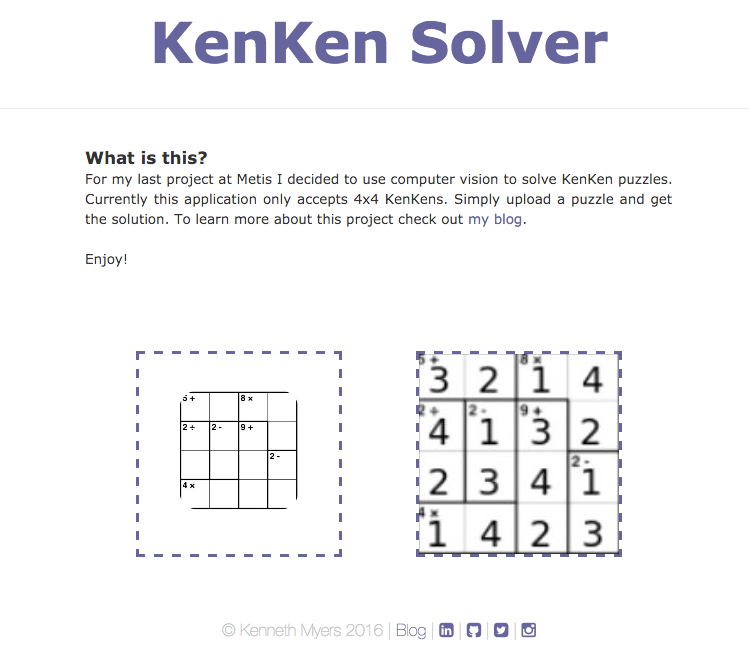 KenKen Solver
What is this?
For my last project at Metis I decided to use computer vision to solve KenKen puzzles.
Currently this application only accepts 4x4 KenKens. Simply upload a puzzle and get
the solution. To learn more about this project check out my blog.
Enjoy!
5 + 8 x
2 ÷ 2 - 9 +
2 -
4 x
5 + 8 x
3 2 1 4
2 ÷ 2 - 9 +
4 1 3 2
2 -
2 3 4 1
4 x
1 4 2 3
© Kenneth Myers 2016 | Blog | in | | |